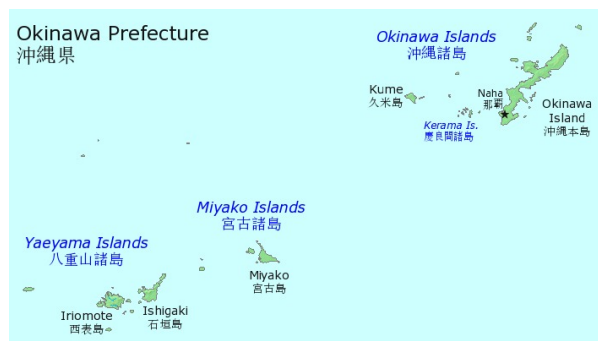 Okinawa Prefecture
沖縄県
Okinawa Islands
沖縄諸島
Kume
久米島
Naha
那覇
Okinawa
Island
沖縄本島
Kerama Is.
慶良間諸島
Miyako Islands
宮古諸島
Yaeyama Islands
八重山諸島
Miyako
宮古島
Iriomote
西表島
Ishigaki
石垣島